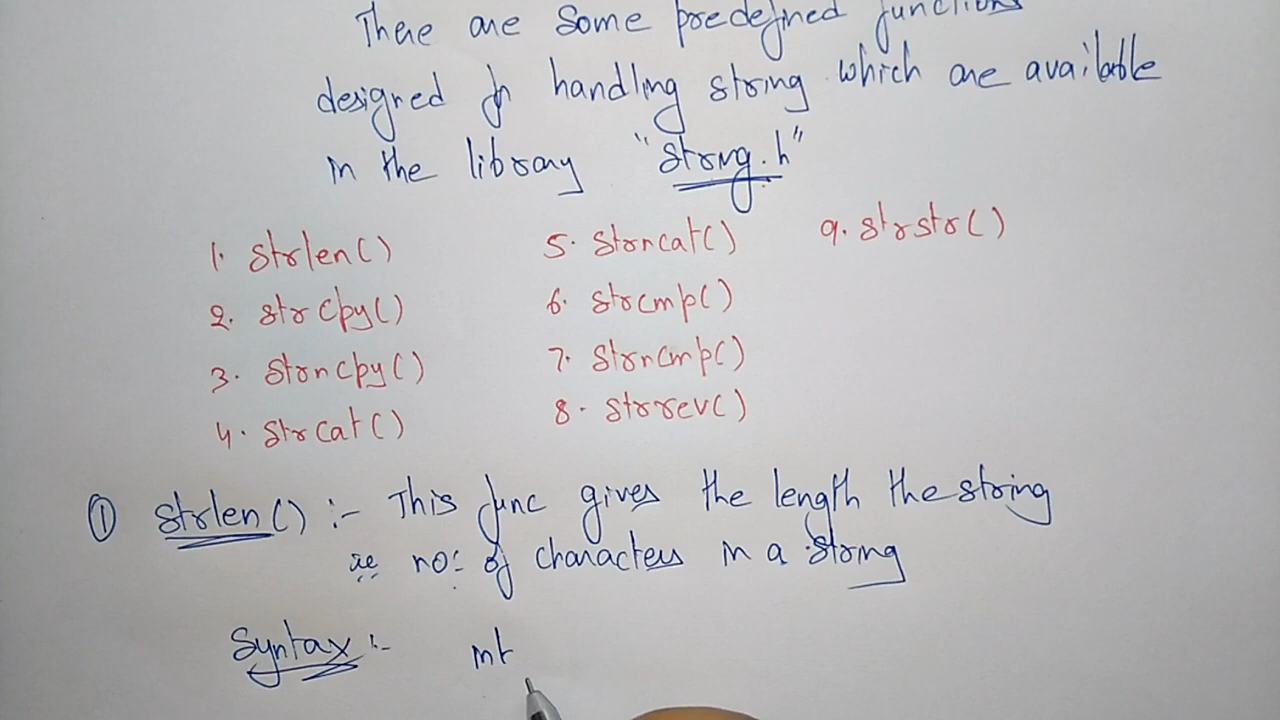 There are some predefined functions
designed for handling string which are available
in the library "string.h"
1. strlen()
2. strcpy()
3. strncpy()
4. strcat()
5. strncat()
6. strcmp()
7. strncmp()
8. strrev()
9. strstr()
① strlen() :- This func gives the length the string
ie no: of characters in a string
Syntax :- int